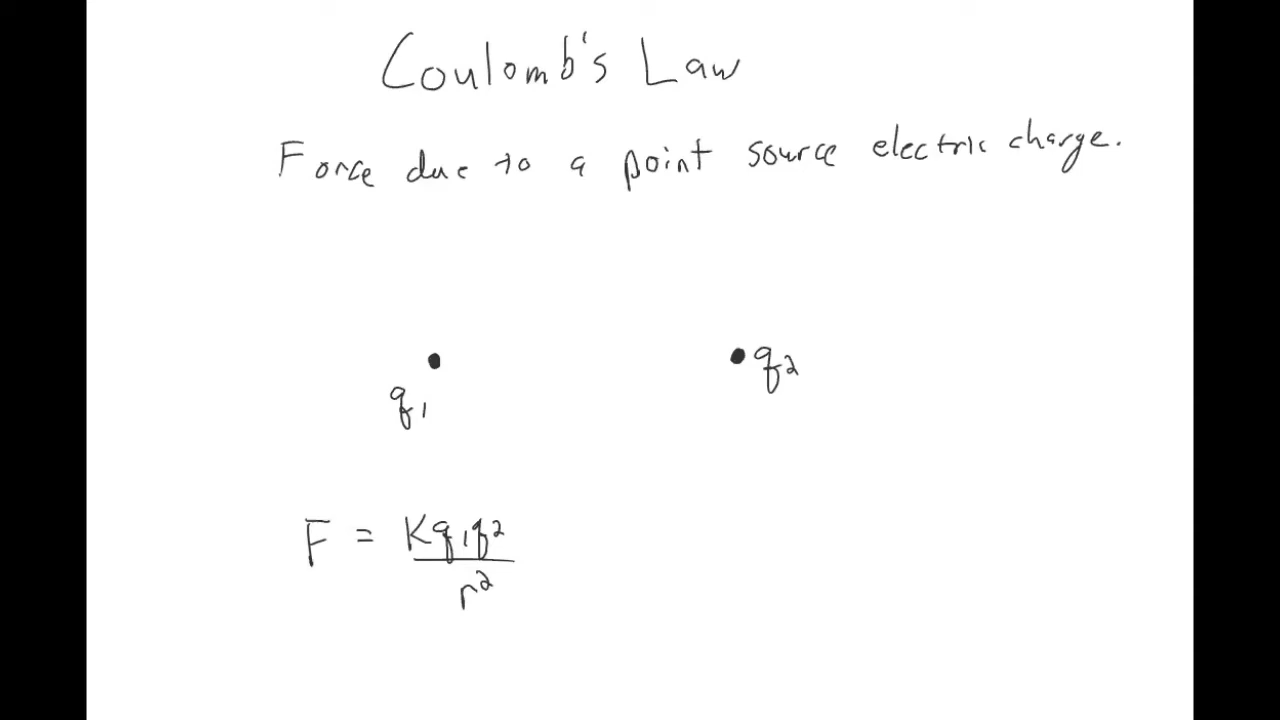 Coulomb's Law
Force due to a point source electric charge.
q1
q2
F = Kq1q2
r2